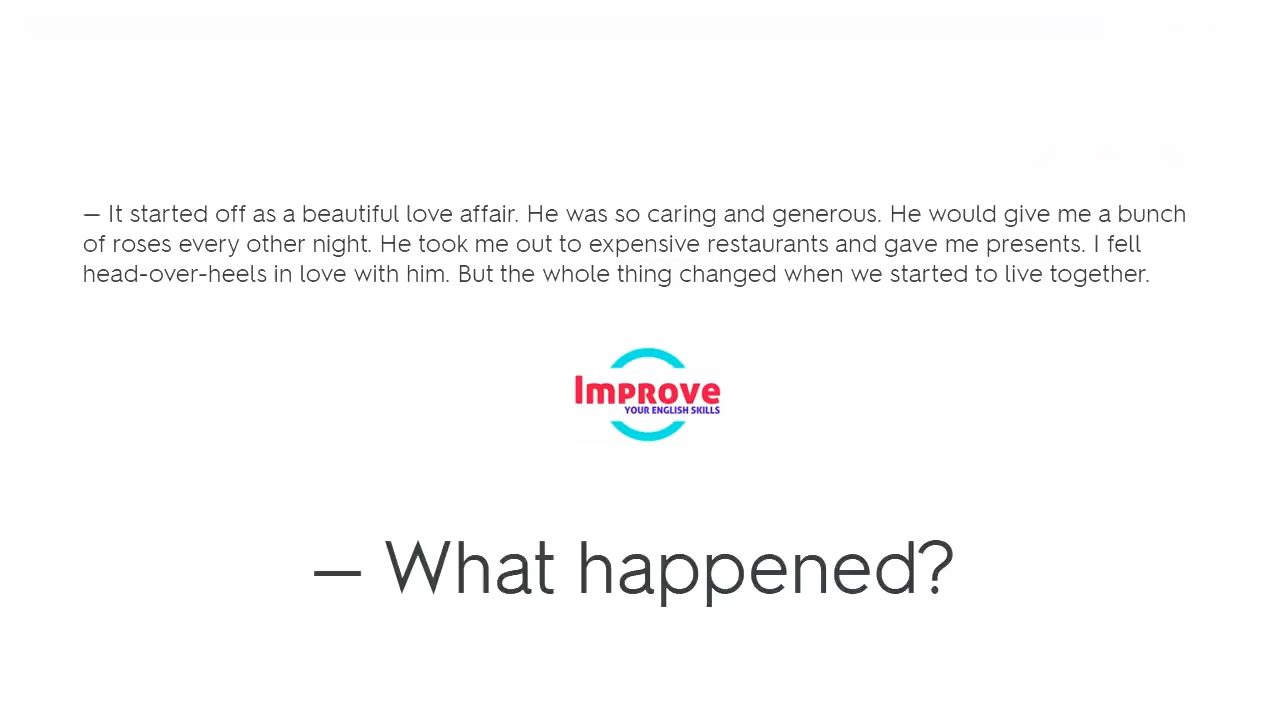 — It started off as a beautiful love affair. He was so caring and generous. He would give me a bunch
of roses every other night. He took me out to expensive restaurants and gave me presents. I fell
head-over-heels in love with him. But the whole thing changed when we started to live together.
Improve
YOUR ENGLISH SKILLS
— What happened?